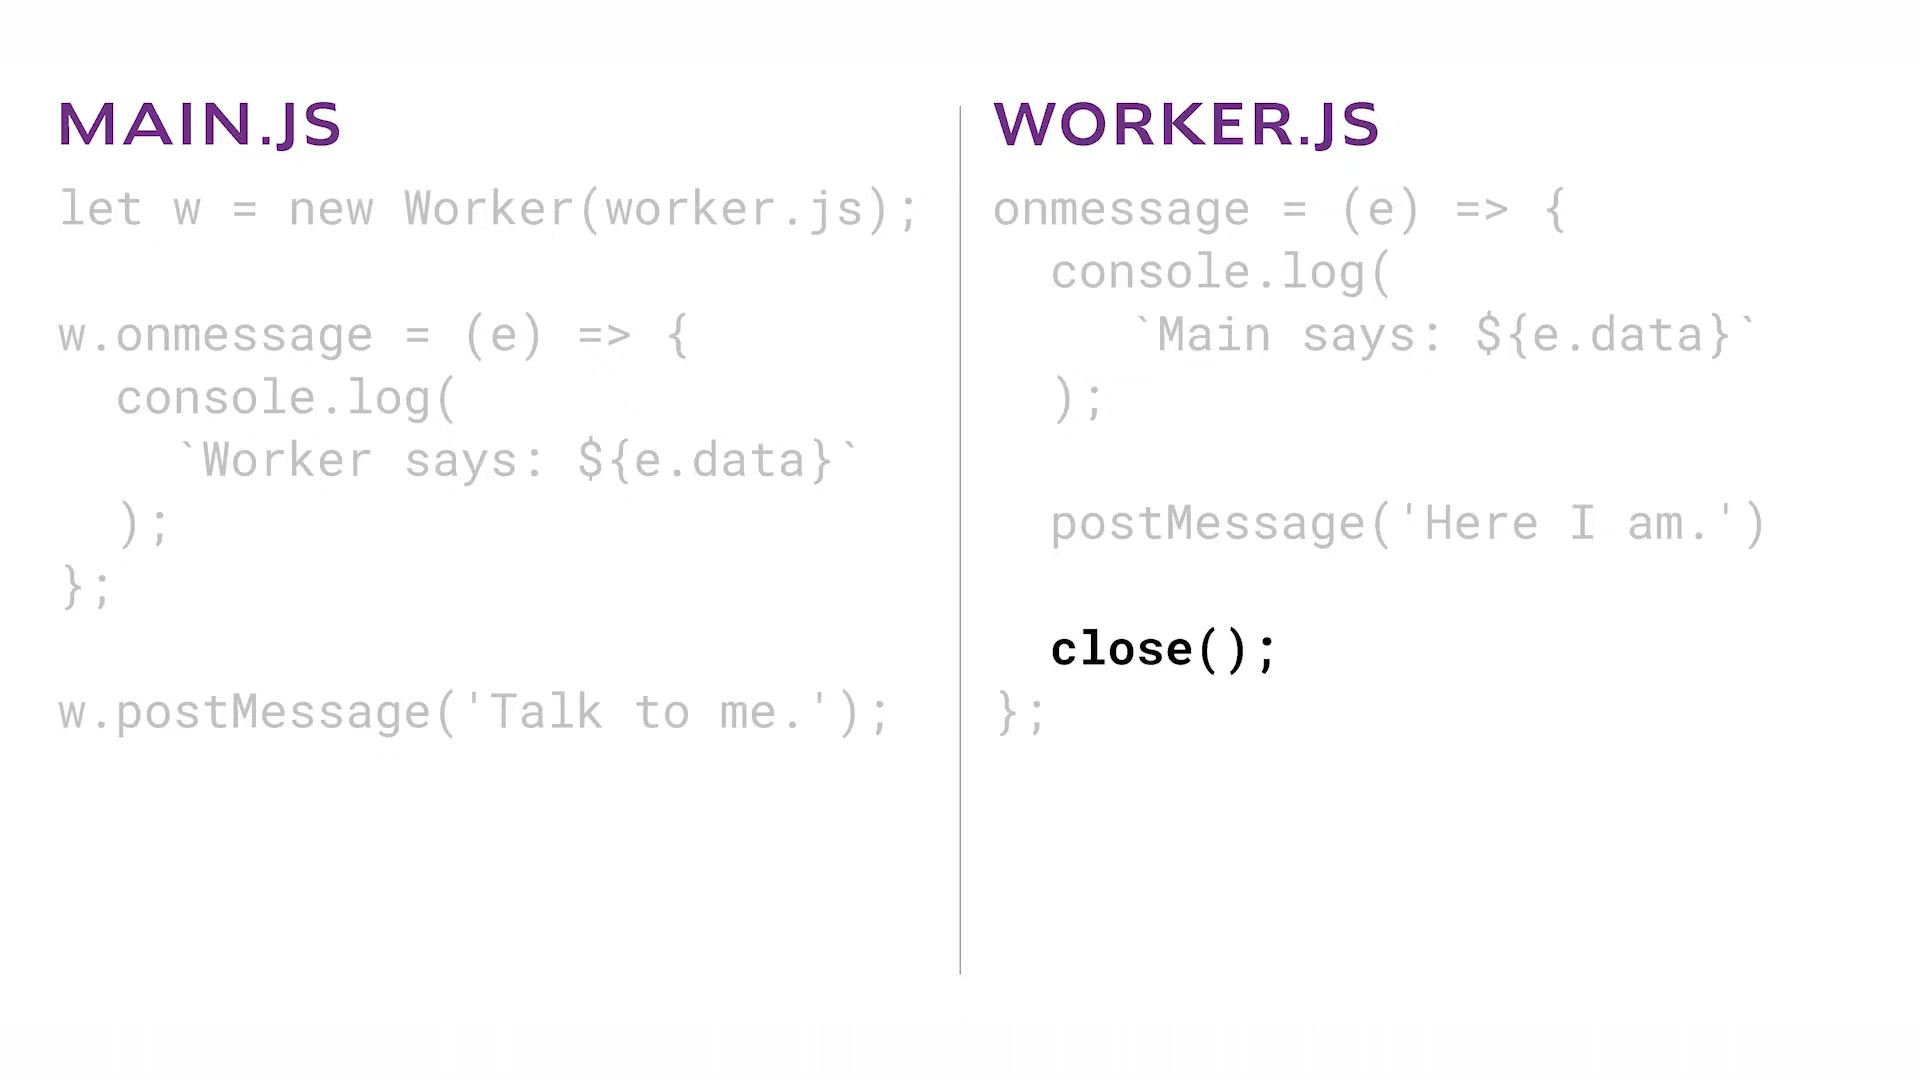 MAIN.JS
let w = new Worker(worker.js);
w.onmessage = (e) => {
console.log(
`Worker says: ${e.data}`
);
};
w.postMessage('Talk to me.');
WORKER.JS
onmessage = (e) => {
console.log(
`Main says: ${e.data}`
);
postMessage('Here I am.')
close();
};